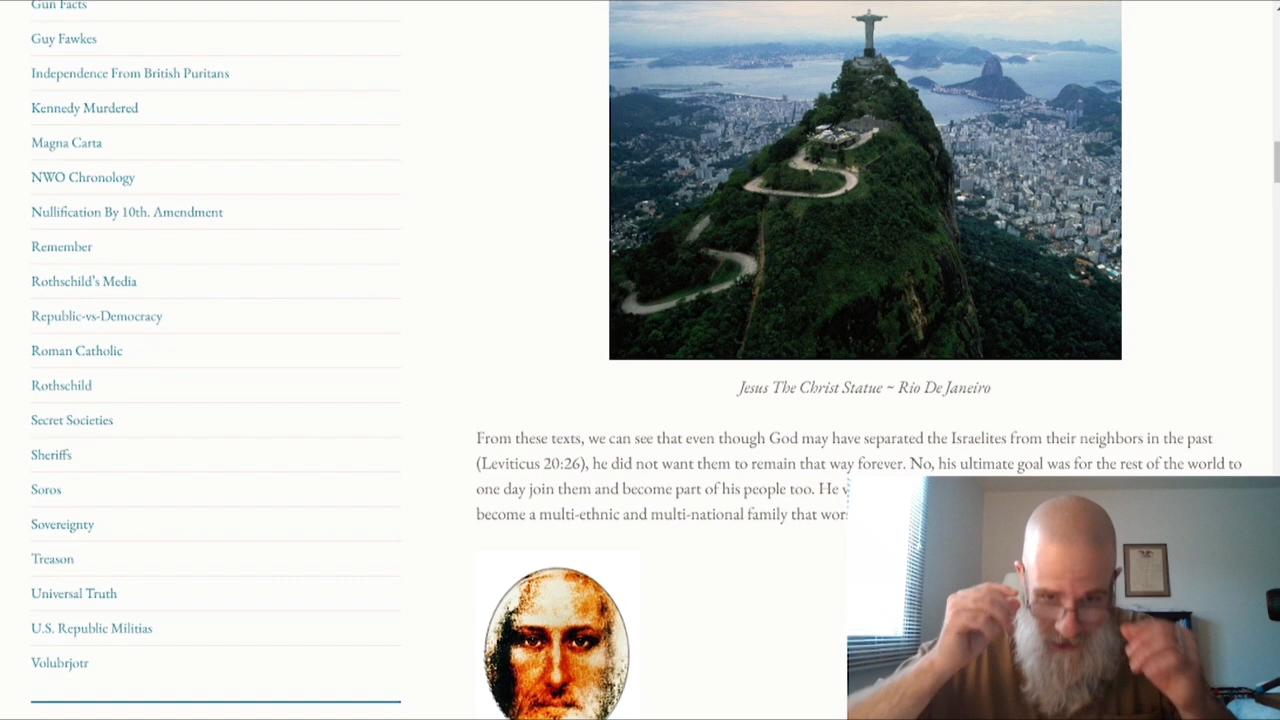 Gun Facts
Guy Fawkes
Independence From British Puritans
Kennedy Murdered
Magna Carta
NWO Chronology
Nullification By 10th. Amendment
Remember
Rothschild's Media
Republic-vs-Democracy
Roman Catholic
Rothschild
Secret Societies
Sheriffs
Soros
Sovereignty
Treason
Universal Truth
U.S. Republic Militias
Volubrjotr
Jesus The Christ Statue ~ Rio De Janeiro
From these texts, we can see that even though God may have separated the Israelites from their neighbors in the past
(Leviticus 20:26), he did not want them to remain that way forever. No, his ultimate goal was for the rest of the world to
one day join them and become part of his people too. He
become a multi-ethnic and multi-national family that